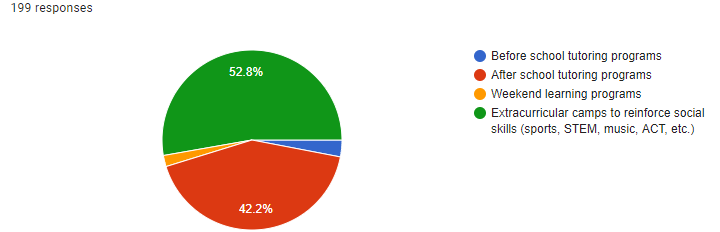 199 responses
52.8%
42.2%
Before school tutoring programs
After school tutoring programs
Weekend learning programs
Extracurricular camps to reinforce social
skills (sports, STEM, music, ACT, etc.)